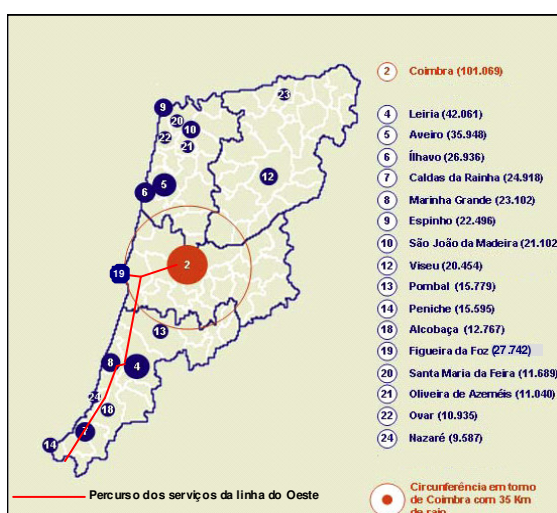 2 Coimbra (101.069)
4 Leiria (42.061)
5 Aveiro (35.948)
6 Ílhavo (26.936)
7 Caldas da Rainha (24.918)
8 Marinha Grande (23.102)
9 Espinho (22.496)
10 São João da Madeira (21.102
12 Viseu (20.454)
13 Pombal (15.779)
14 Peniche (15.595)
18 Alcobaça (12.767)
19 Figueira da Foz (27.742)
20 Santa Maria da Feira (11.689)
21 Oliveira de Azeméis (11.040)
22 Ovar (10.935)
24 Nazaré (9.587)
Circunferência em torno
de Coimbra com 35 Km
de raio
Percurso dos serviços da linha do Oeste
23
9
20
22
10
21
12
6
5
2
19
13
8
4
24
18
7
14